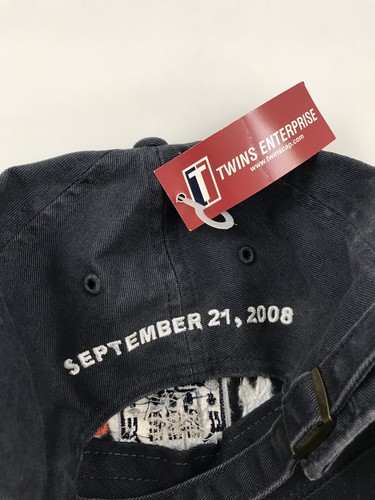 T
TWINS ENTERPRISE
www.twinscap.com
SEPTEMBER 21, 2008